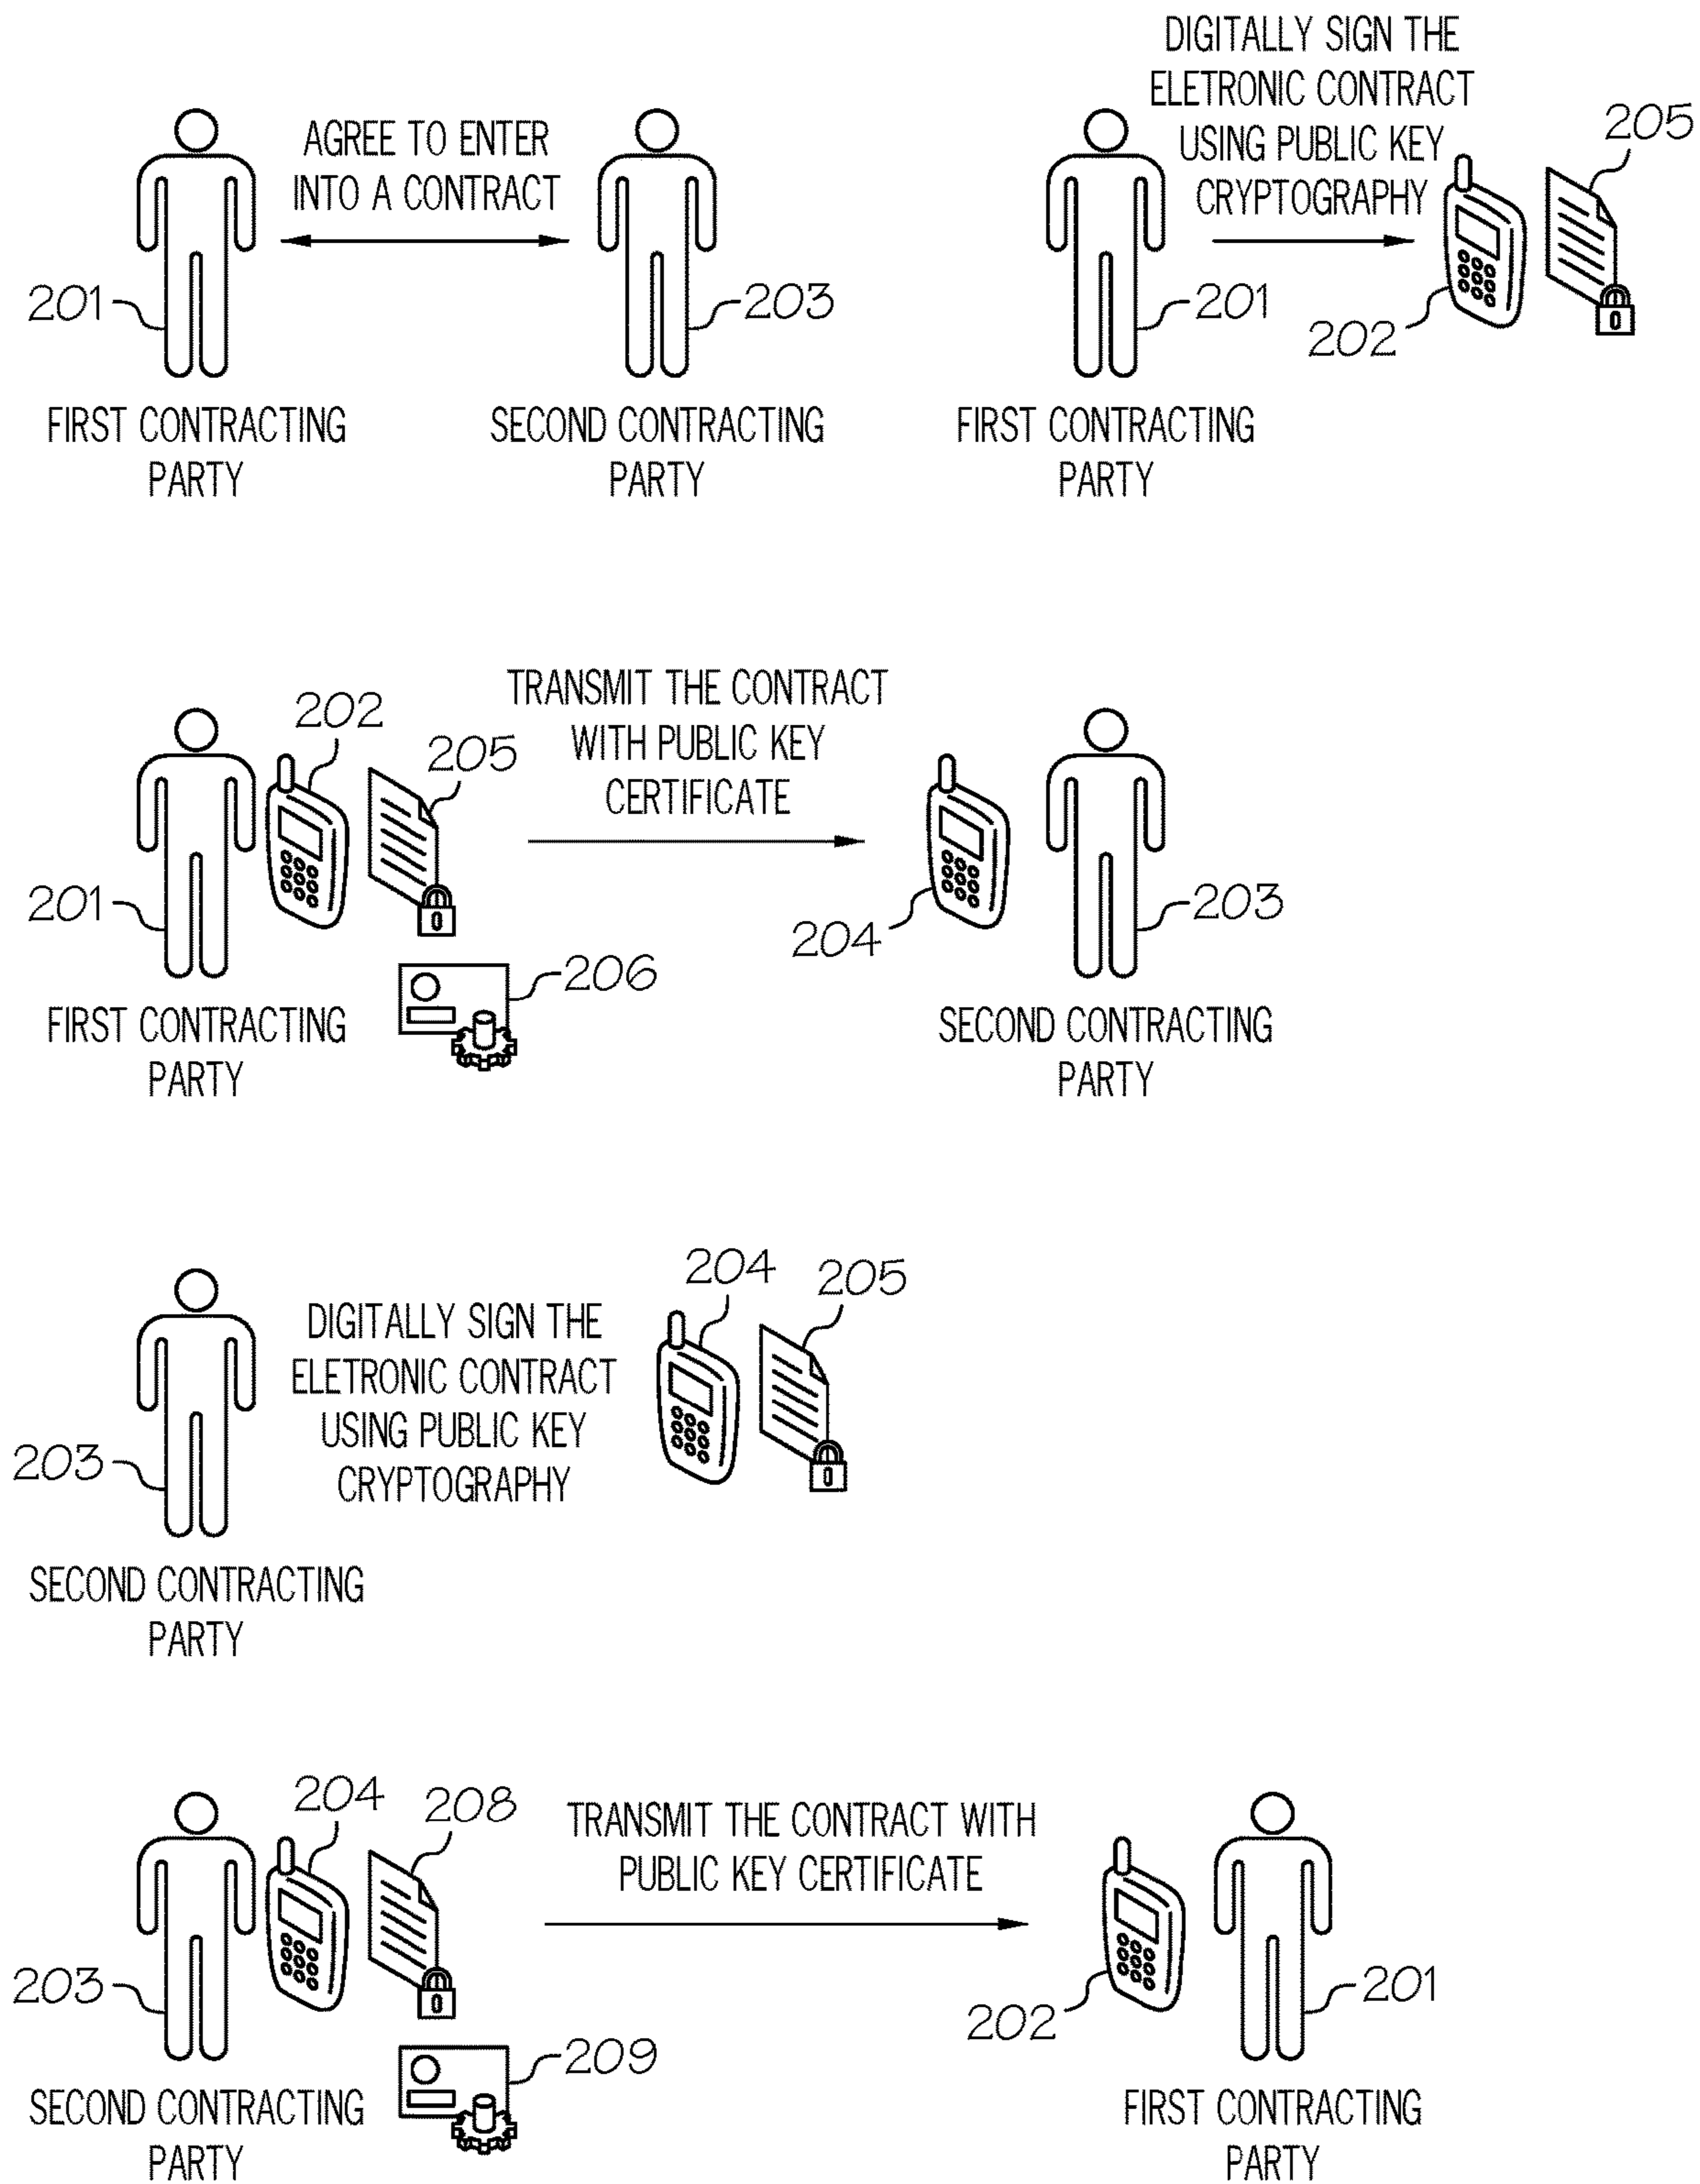 AGREE TO ENTER
INTO A CONTRACT
201
203
FIRST CONTRACTING
PARTY
SECOND CONTRACTING
PARTY
DIGITALLY SIGN THE
ELETRONIC CONTRACT
USING PUBLIC KEY
CRYPTOGRAPHY
205
201
202
FIRST CONTRACTING
PARTY
202
205
TRANSMIT THE CONTRACT
WITH PUBLIC KEY
CERTIFICATE
201
204
203
206
FIRST CONTRACTING
PARTY
SECOND CONTRACTING
PARTY
204
205
DIGITALLY SIGN THE
ELETRONIC CONTRACT
USING PUBLIC KEY
CRYPTOGRAPHY
203
SECOND CONTRACTING
PARTY
204
208
TRANSMIT THE CONTRACT WITH
PUBLIC KEY CERTIFICATE
203
202
201
209
SECOND CONTRACTING
PARTY
FIRST CONTRACTING
PARTY